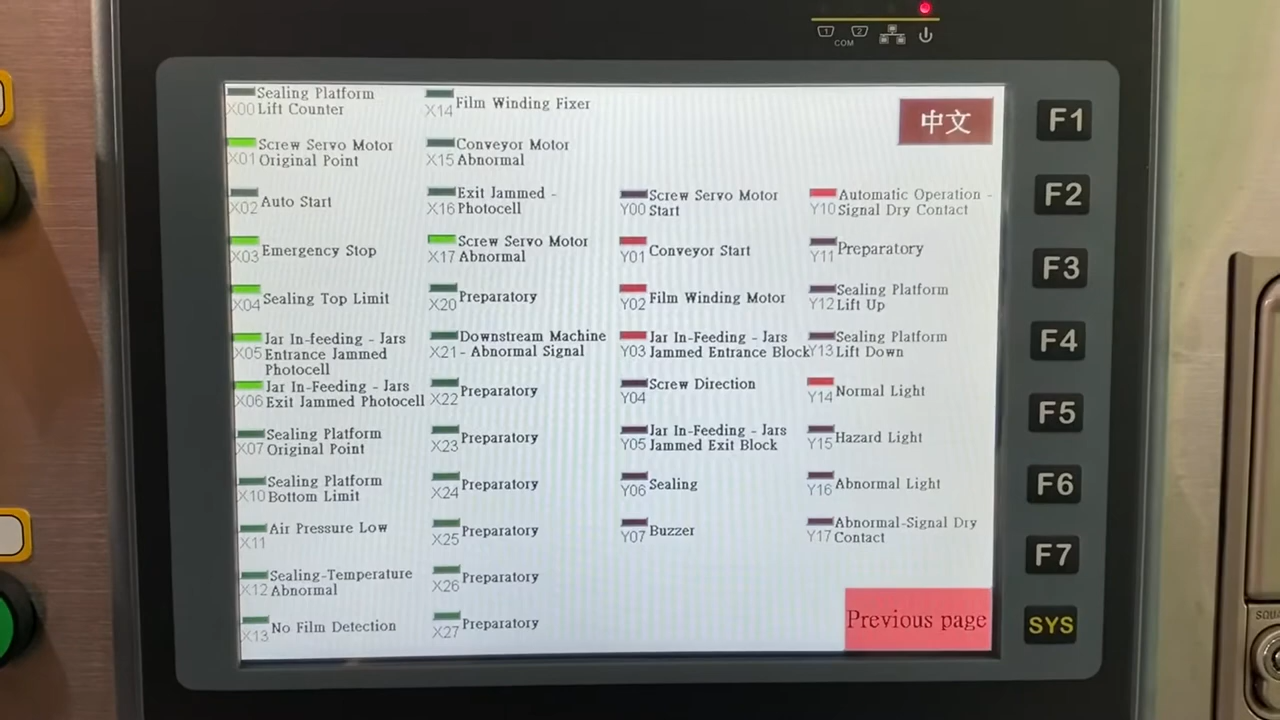 1 2
COM
X00 Sealing Platform
Lift Counter
X01 Screw Servo Motor
Original Point
X02 Auto Start
X03 Emergency Stop
X04 Sealing Top Limit
X05 Jar In-feeding - Jars
Entrance Jammed
Photocell
X06 Jar In-Feeding - Jars
Exit Jammed Photocell
X07 Sealing Platform
Original Point
X10 Sealing Platform
Bottom Limit
X11 Air Pressure Low
X12 Sealing-Temperature
Abnormal
X13 No Film Detection
X14 Film Winding Fixer
X15 Conveyor Motor
Abnormal
X16 Exit Jammed -
Photocell
X17 Screw Servo Motor
Abnormal
X20 Preparatory
X21 Downstream Machine
- Abnormal Signal
X22 Preparatory
X23 Preparatory
X24 Preparatory
X25 Preparatory
X26 Preparatory
X27 Preparatory
Y00 Screw Servo Motor
Start
Y01 Conveyor Start
Y02 Film Winding Motor
Y03 Jar In-Feeding - Jars
Jammed Entrance Block
Y04 Screw Direction
Y05 Jar In-Feeding - Jars
Jammed Exit Block
Y06 Sealing
Y07 Buzzer
中文
Y10 Automatic Operation -
Signal Dry Contact
Y11 Preparatory
Y12 Sealing Platform
Lift Up
Y13 Sealing Platform
Lift Down
Y14 Normal Light
Y15 Hazard Light
Y16 Abnormal Light
Y17 Abnormal-Signal Dry
Contact
Previous page
F1
F2
F3
F4
F5
F6
F7
SYS